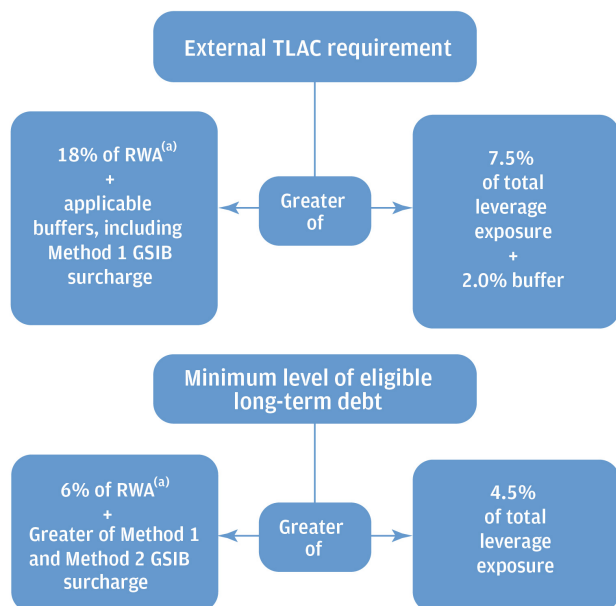 External TLAC requirement
18% of RWA(a)
+
applicable
buffers, including
Method 1 GSIB
surcharge
Greater
of
7.5%
of total
leverage
exposure
+
2.0% buffer
Minimum level of eligible
long-term debt
6% of RWA(a)
+
Greater of Method 1
and Method 2 GSIB
surcharge
Greater
of
4.5%
of total
leverage
exposure